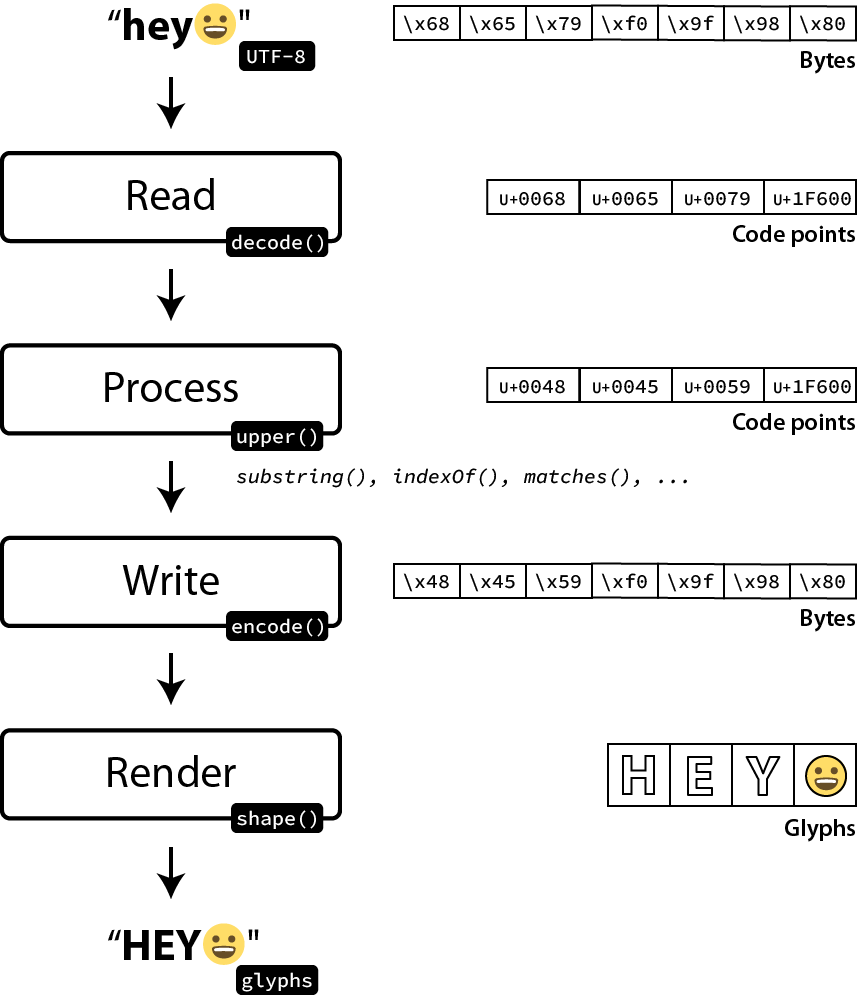 “hey😀"
UTF-8
\x68 \x65 \x79 \xf0 \x9f \x98 \x80
Bytes
Read
decode()
U+0068 U+0065 U+0079 U+1F600
Code points
Process
upper()
U+0048 U+0045 U+0059 U+1F600
Code points
substring(), indexOf(), matches(), ...
Write
encode()
\x48 \x45 \x59 \xf0 \x9f \x98 \x80
Bytes
Render
shape()
H E Y 😀
Glyphs
“HEY😀"
glyphs